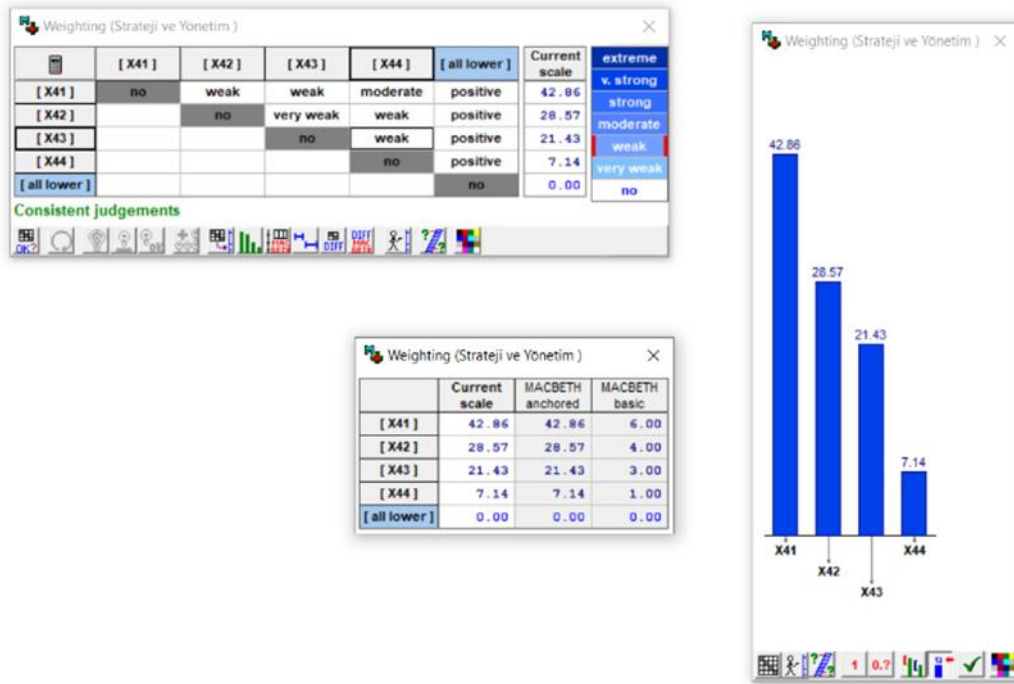 Weighting (Strateji ve Yönetim )
[ X41 ] [ X42 ] [ X43 ] [ X44 ] [ all lower ] Current scale
[ X41 ] no weak weak moderate positive 42.86
[ X42 ] no very weak weak positive 28.57
[ X43 ] no weak positive 21.43
[ X44 ] no positive 7.14
[ all lower ] no 0.00
extreme
v. strong
strong
moderate
weak
very weak
no
Consistent judgements
OK?
DIFF
Weighting (Strateji ve Yönetim )
Current scale MACBETH anchored MACBETH basic
[ X41 ] 42.86 42.86 6.00
[ X42 ] 28.57 28.57 4.00
[ X43 ] 21.43 21.43 3.00
[ X44 ] 7.14 7.14 1.00
[ all lower ] 0.00 0.00 0.00
Weighting (Strateji ve Yönetim )
42.86
28.57
21.43
7.14
X41
X42
X43
X44
1 0.?